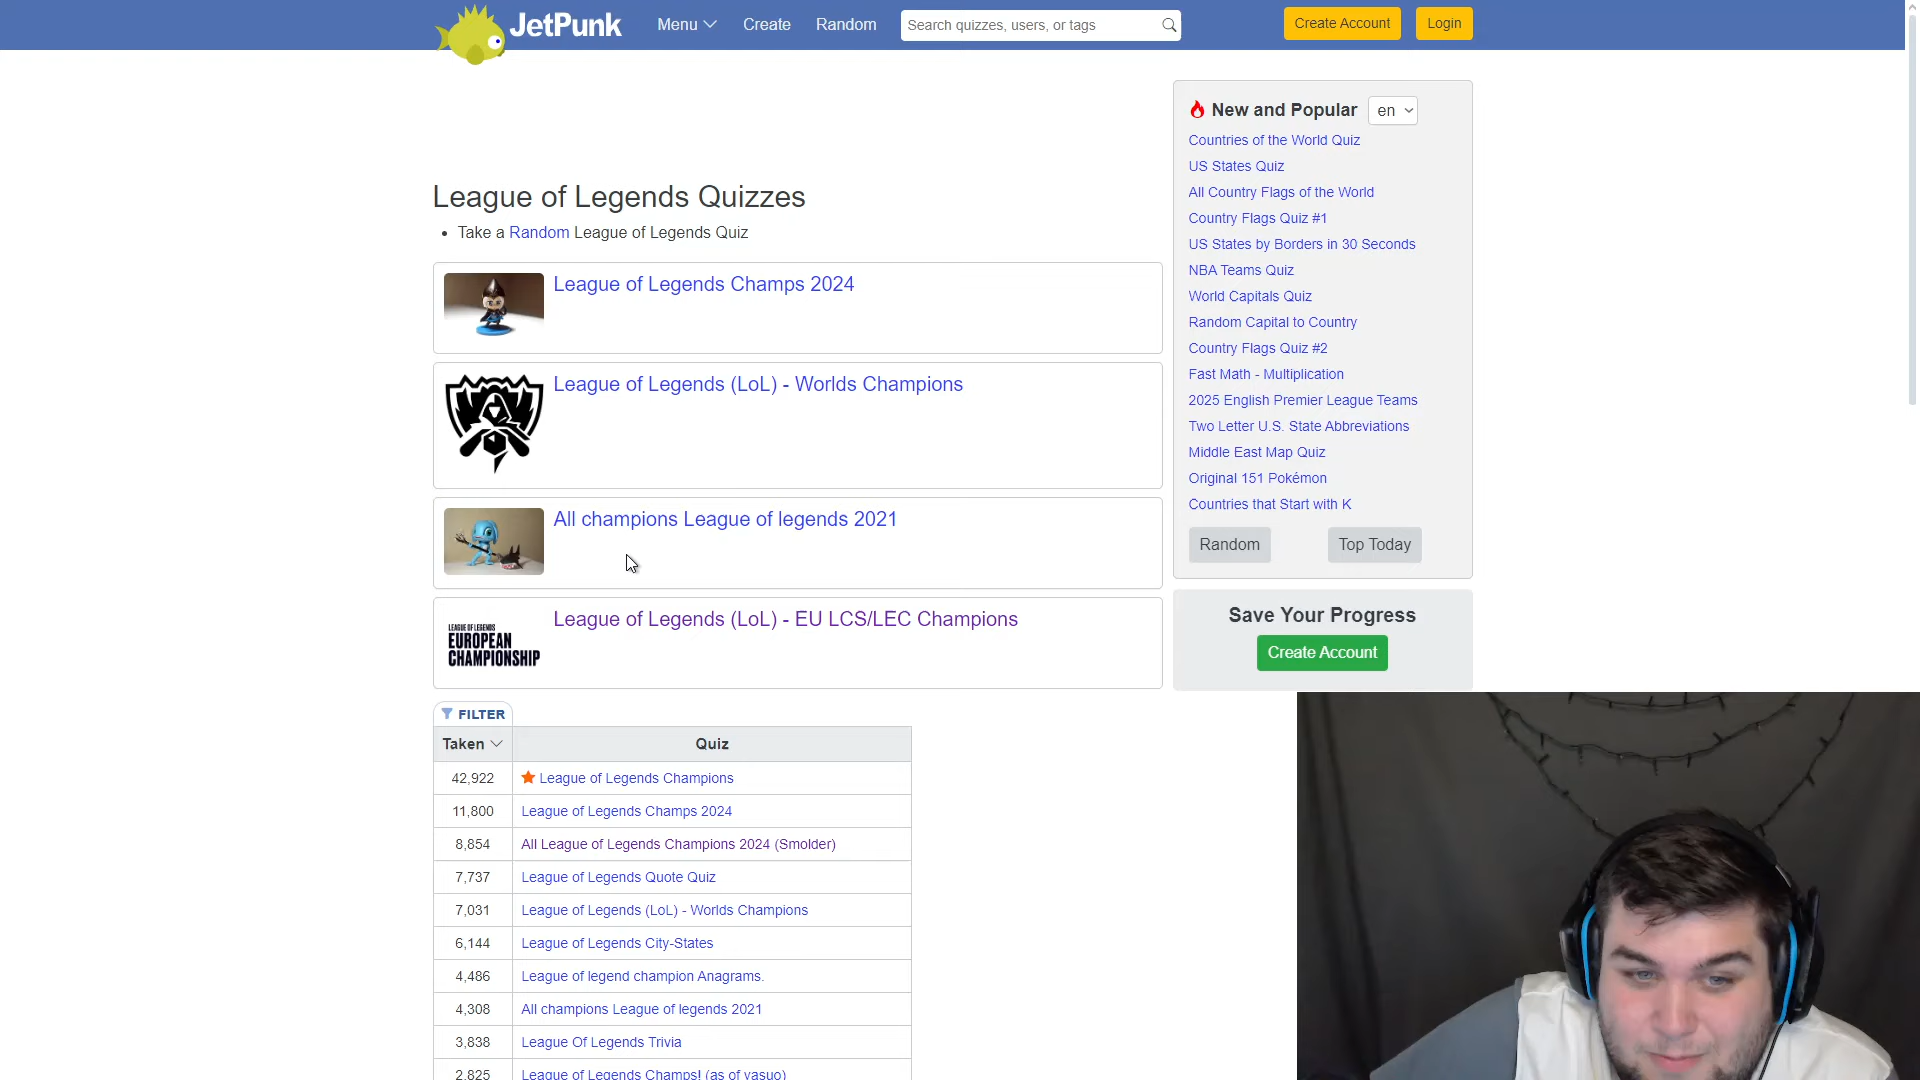 JetPunk
Menu
Create
Random
Search quizzes, users, or tags
Create Account
Login
League of Legends Quizzes
Take a Random League of Legends Quiz
League of Legends Champs 2024
League of Legends (LoL) - Worlds Champions
All champions League of legends 2021
LEAGUE OF LEGENDS
EUROPEAN
CHAMPIONSHIP
League of Legends (LoL) - EU LCS/LEC Champions
FILTER
Taken Quiz
42,922 League of Legends Champions
11,800 League of Legends Champs 2024
8,854 All League of Legends Champions 2024 (Smolder)
7,737 League of Legends Quote Quiz
7,031 League of Legends (LoL) - Worlds Champions
6,144 League of Legends City-States
4,486 League of legend champion Anagrams.
4,308 All champions League of legends 2021
3,838 League Of Legends Trivia
2,825 League of Legends Champs! (as of yasuo)
New and Popular en
Countries of the World Quiz
US States Quiz
All Country Flags of the World
Country Flags Quiz #1
US States by Borders in 30 Seconds
NBA Teams Quiz
World Capitals Quiz
Random Capital to Country
Country Flags Quiz #2
Fast Math - Multiplication
2025 English Premier League Teams
Two Letter U.S. State Abbreviations
Middle East Map Quiz
Original 151 Pokémon
Countries that Start with K
Random
Top Today
Save Your Progress
Create Account